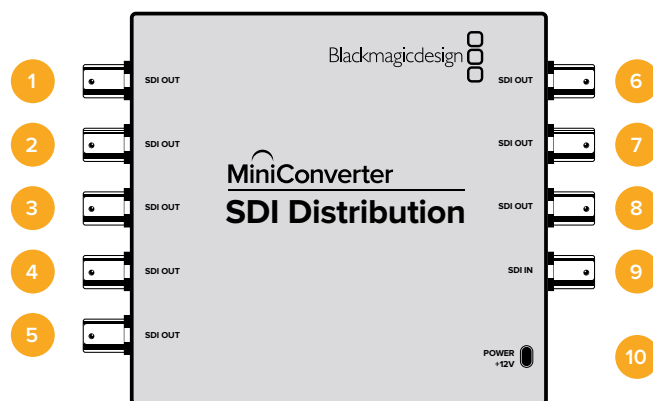 Blackmagicdesign
1
SDI OUT
SDI OUT
6
2
SDI OUT
SDI OUT
7
MiniConverter
3
SDI OUT
SDI Distribution
SDI OUT
8
4
SDI OUT
SDI IN
9
5
SDI OUT
POWER
+12V
10